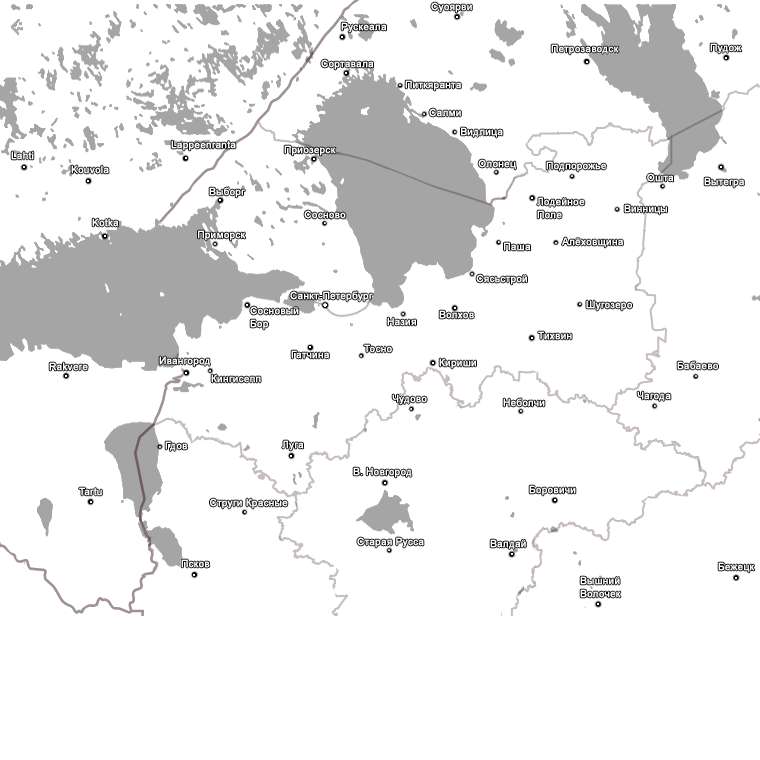 Суоярви
Рускеала
Петрозаводск
Пудож
Сортавала
Питкяранта
Салми
Видлица
Lahti
Lappeenranta
Приозерск
Олонец
Подпорожье
Kouvola
Ошта
Вытегра
Выборг
Лодейное
Поле
Винницы
Kotka
Сосново
Приморск
Паша
Алёховщина
Сясьстрой
Санкт-Петербург
Сосновый
Бор
Назия
Волхов
Шугозеро
Тихвин
Гатчина
Тосно
Ивангород
Кингисепп
Кириши
Rakvere
Бабаево
Чудово
Неболчи
Чагода
Гдов
Луга
В. Новгород
Tartu
Струги Красные
Боровичи
Старая Русса
Валдай
Псков
Вышний
Волочек
Бежецк